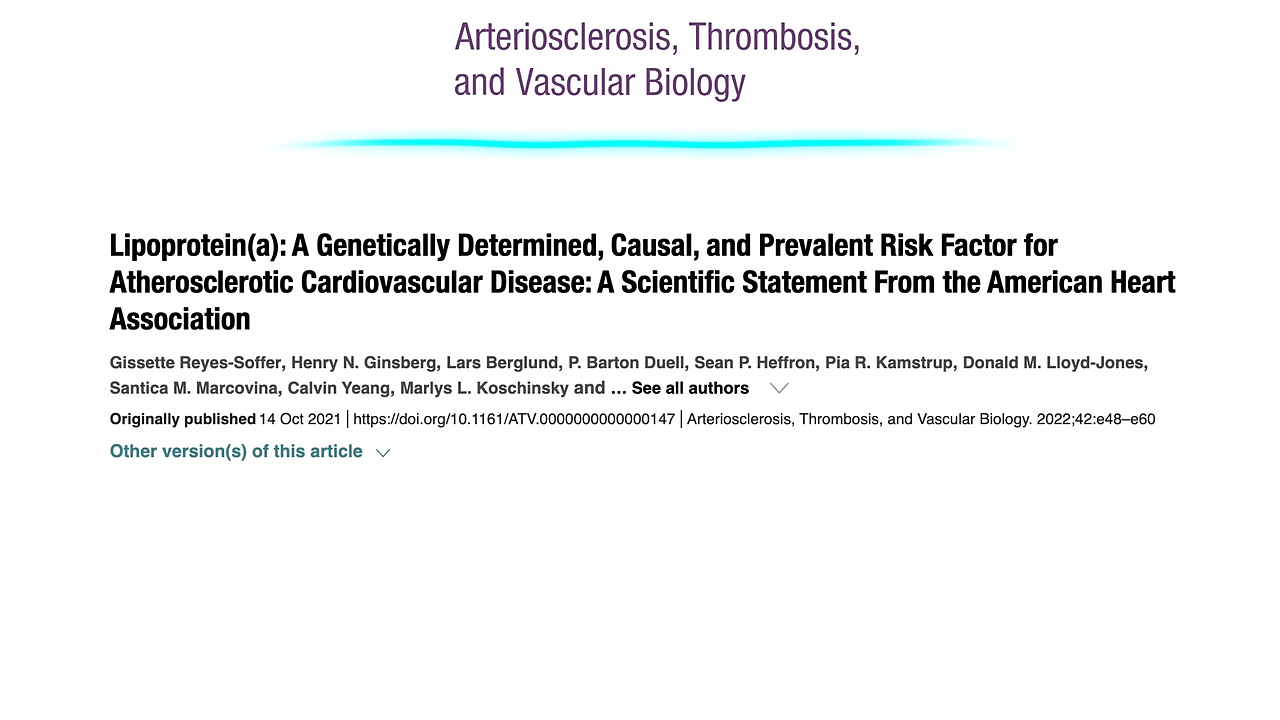 Arteriosclerosis, Thrombosis,
and Vascular Biology
Lipoprotein(a): A Genetically Determined, Causal, and Prevalent Risk Factor for
Atherosclerotic Cardiovascular Disease: A Scientific Statement From the American Heart
Association
Gissette Reyes-Soffer, Henry N. Ginsberg, Lars Berglund, P. Barton Duell, Sean P. Heffron, Pia R. Kamstrup, Donald M. Lloyd-Jones,
Santica M. Marcovina, Calvin Yeang, Marlys L. Koschinsky and ... See all authors
Originally published 14 Oct 2021 | https://doi.org/10.1161/ATV.0000000000000147 | Arteriosclerosis, Thrombosis, and Vascular Biology. 2022;42:e48–e60
Other version(s) of this article